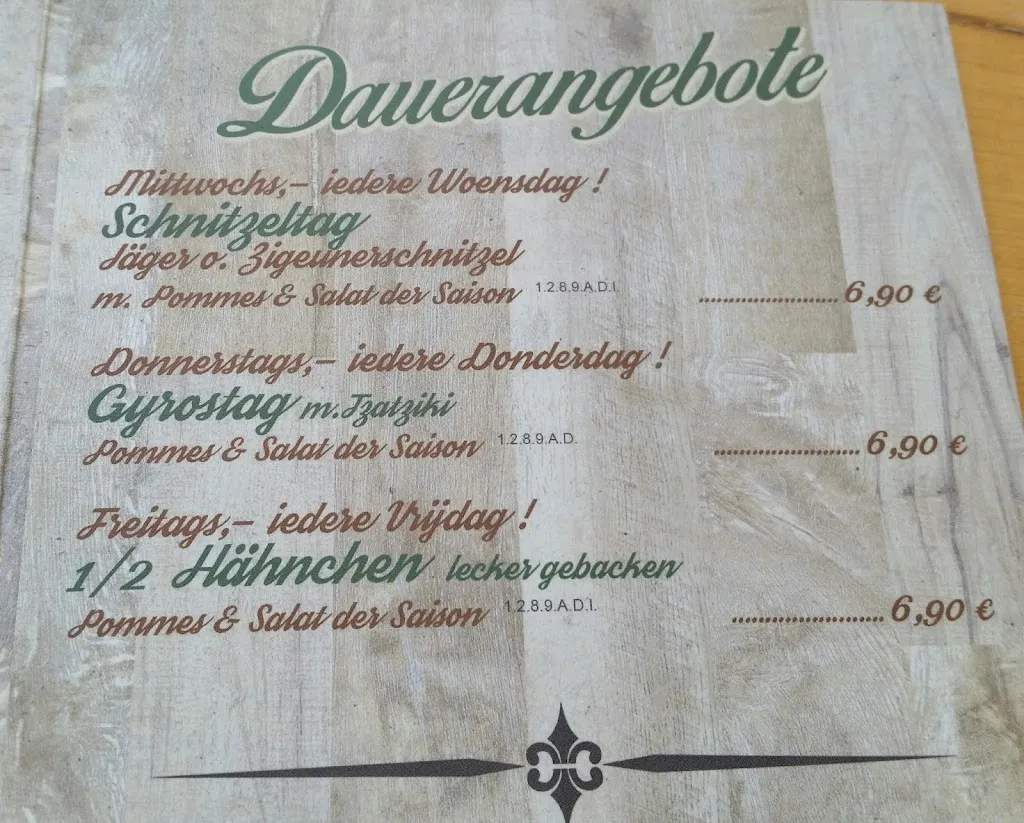 Dauerangebote
Mittwochs,- iedere Woensdag !
Schnitzeltag
Jäger o. Zigeunerschnitzel
m. Pommes & Salat der Saison 1.2.8.9.A.D.I. ........................ 6,90 €
Donnerstags,- iedere Donderdag !
Gyrostag m.Tzatziki
Pommes & Salat der Saison 1.2.8.9.A.D. ........................ 6,90 €
Freitags,- iedere Vrijdag !
1/2 Hähnchen lecker gebacken
Pommes & Salat der Saison 1.2.8.9.A.D.I. ........................ 6,90 €